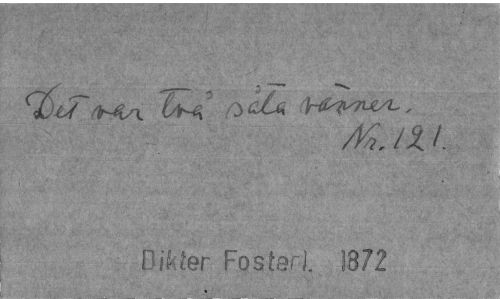 Det var två såta vänner.
Nr. 121.
Dikter Fosterl. 1872